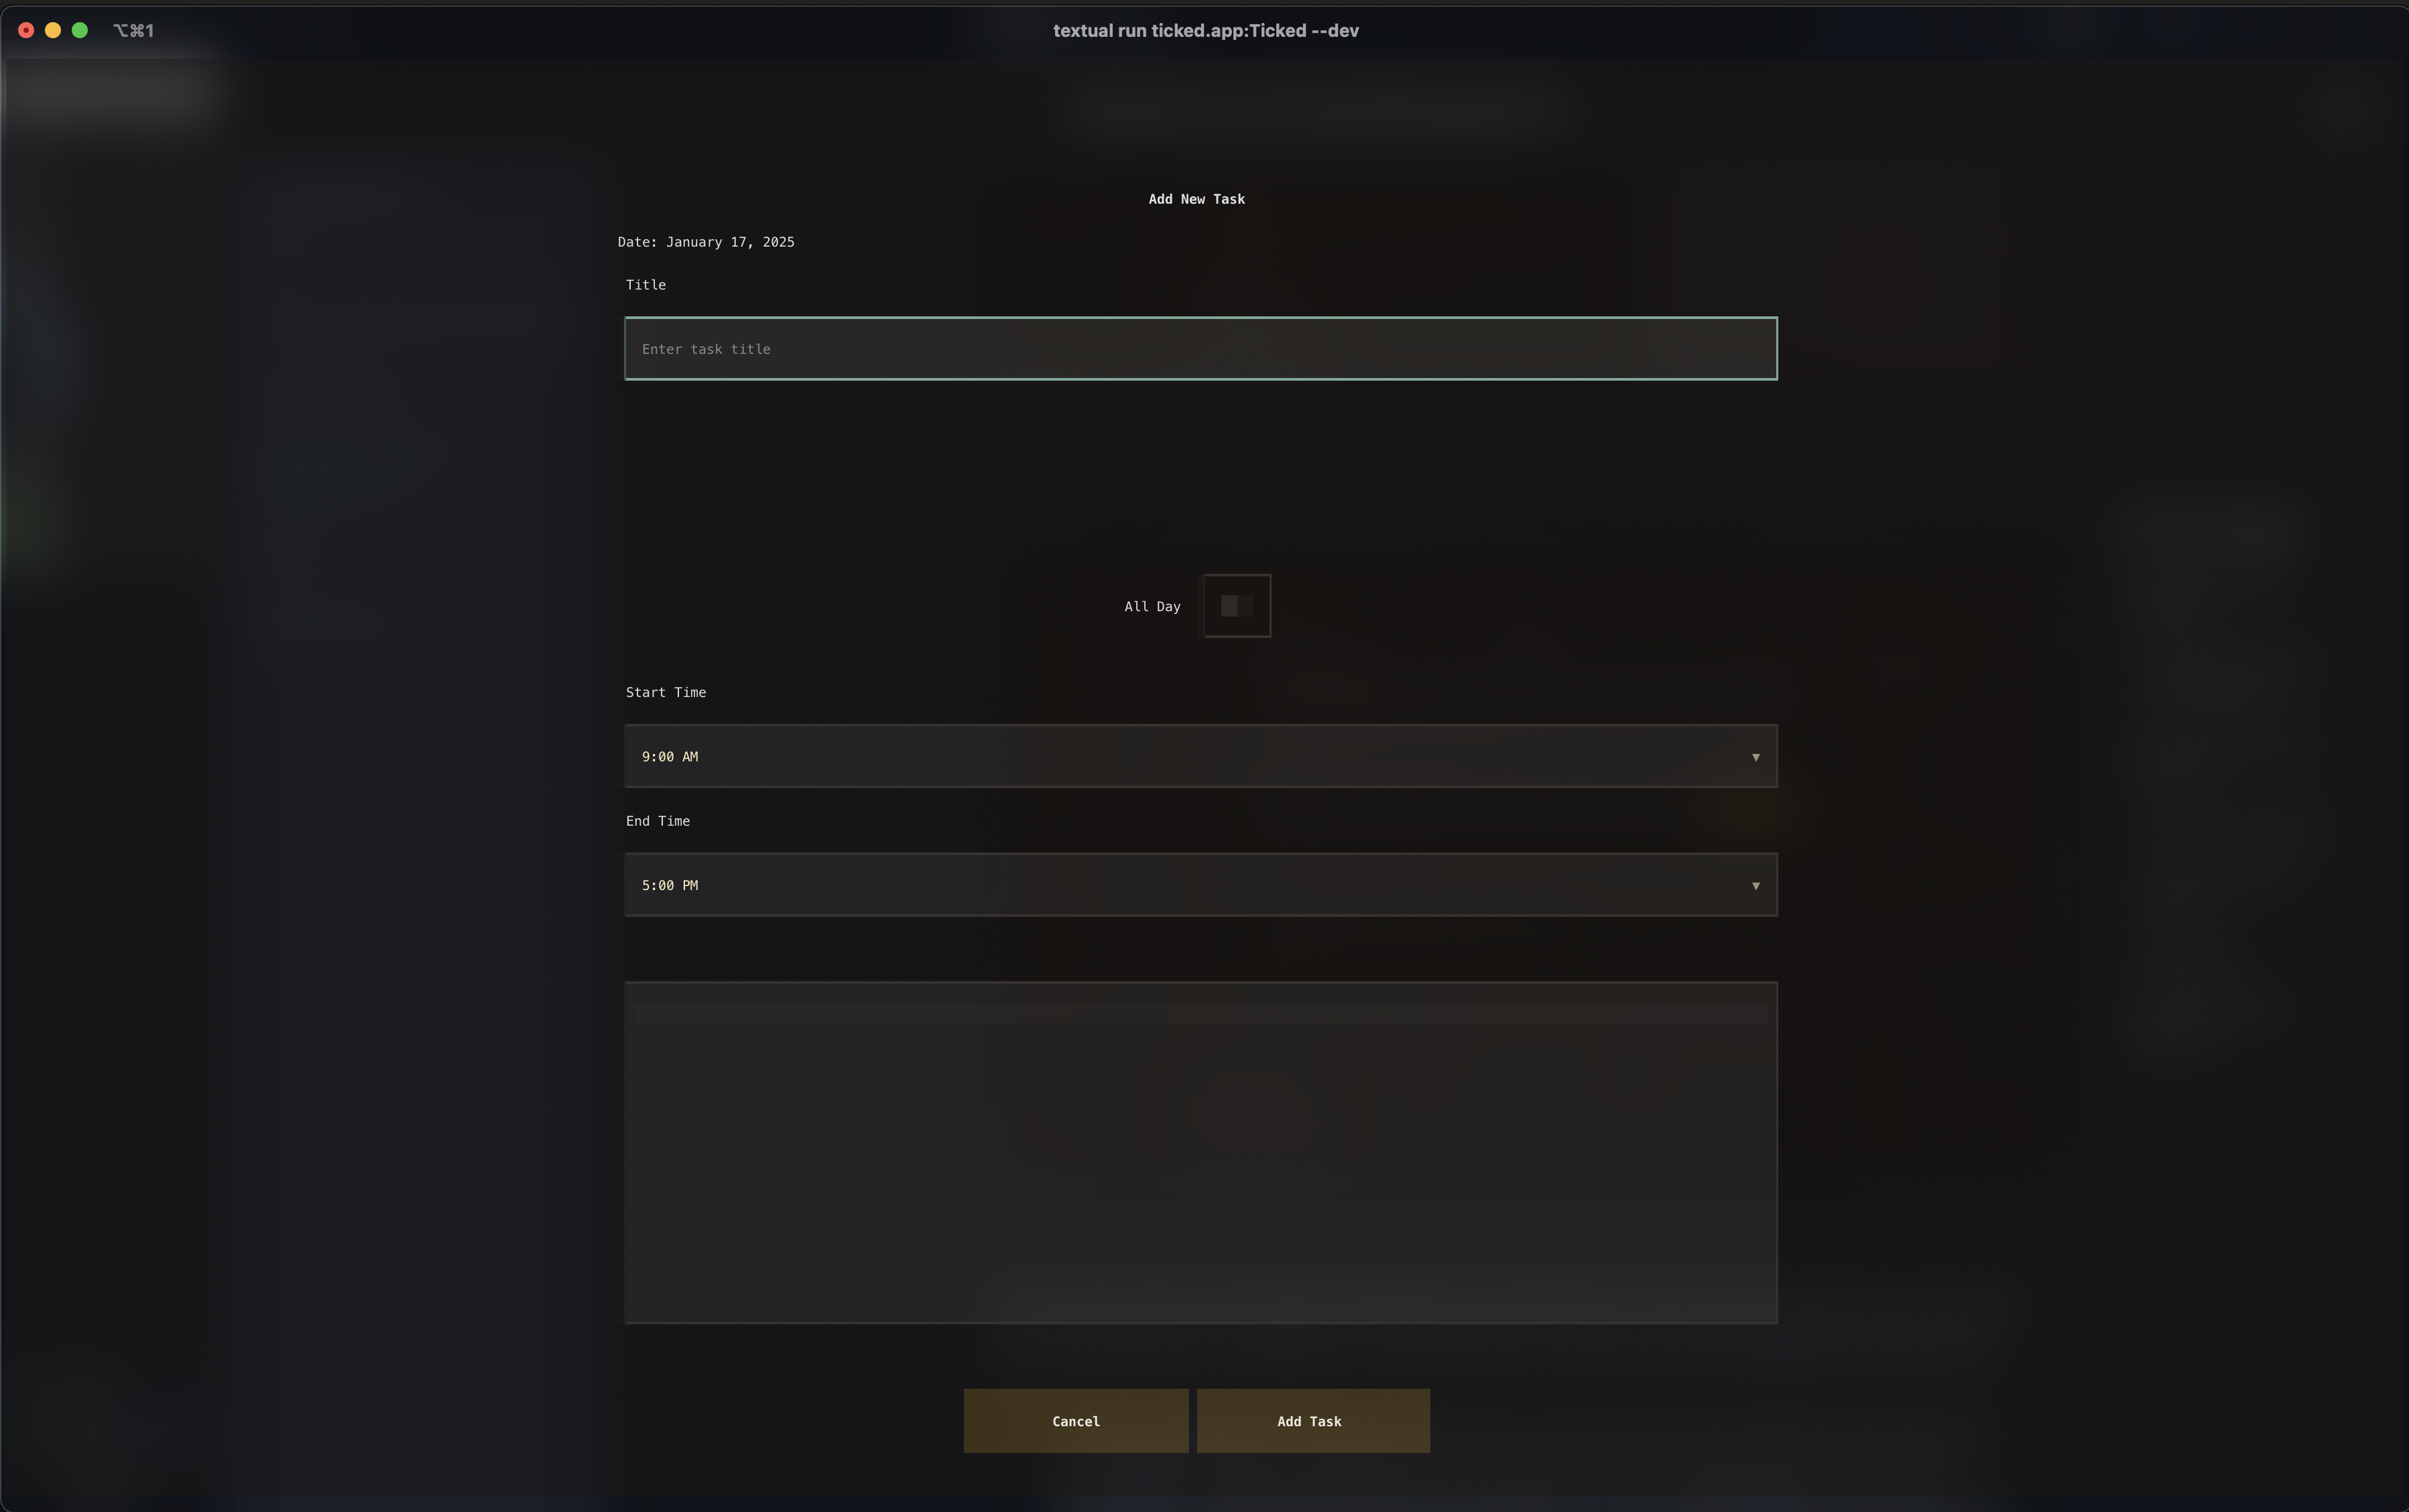 ⌥⌘1 textual run ticked.app:Ticked --dev
Add New Task
Date: January 17, 2025
Title
Enter task title
All Day
Start Time
9:00 AM ▼
End Time
5:00 PM ▼
Cancel Add Task